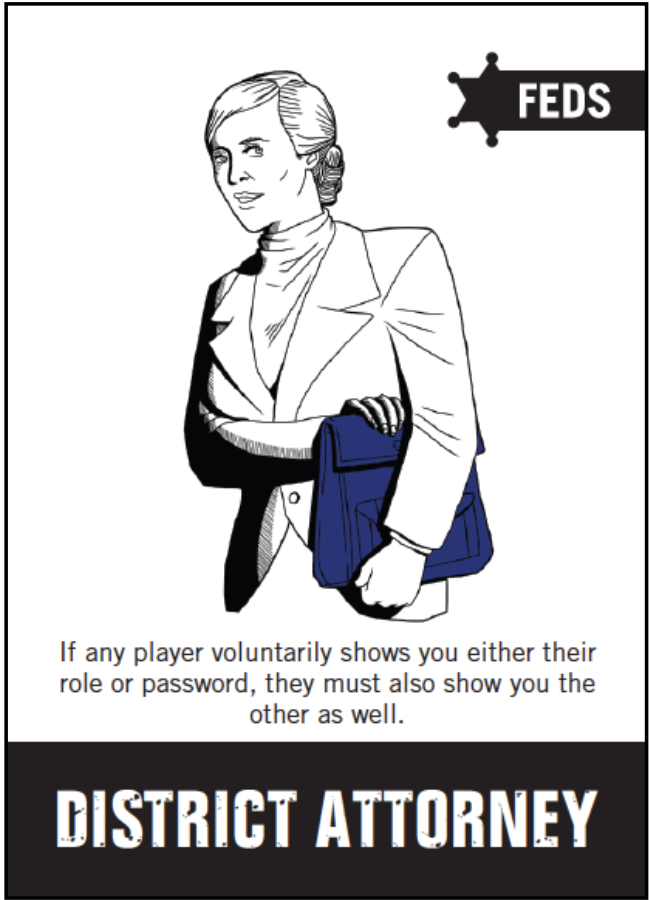 FEDS
If any player voluntarily shows you either their
role or password, they must also show you the
other as well.
DISTRICT ATTORNEY